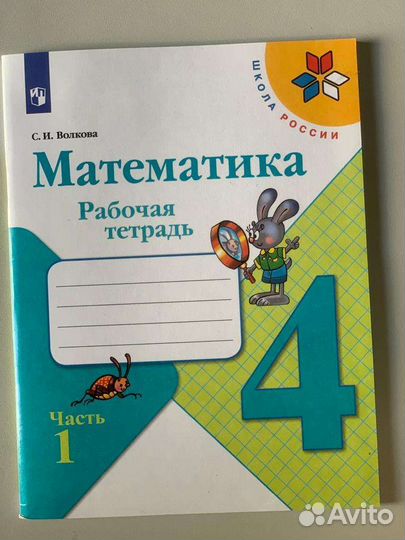 ШКОЛА РОССИИ
С. И. Волкова
Математика
Рабочая
тетрадь
4
Часть
1
Avito